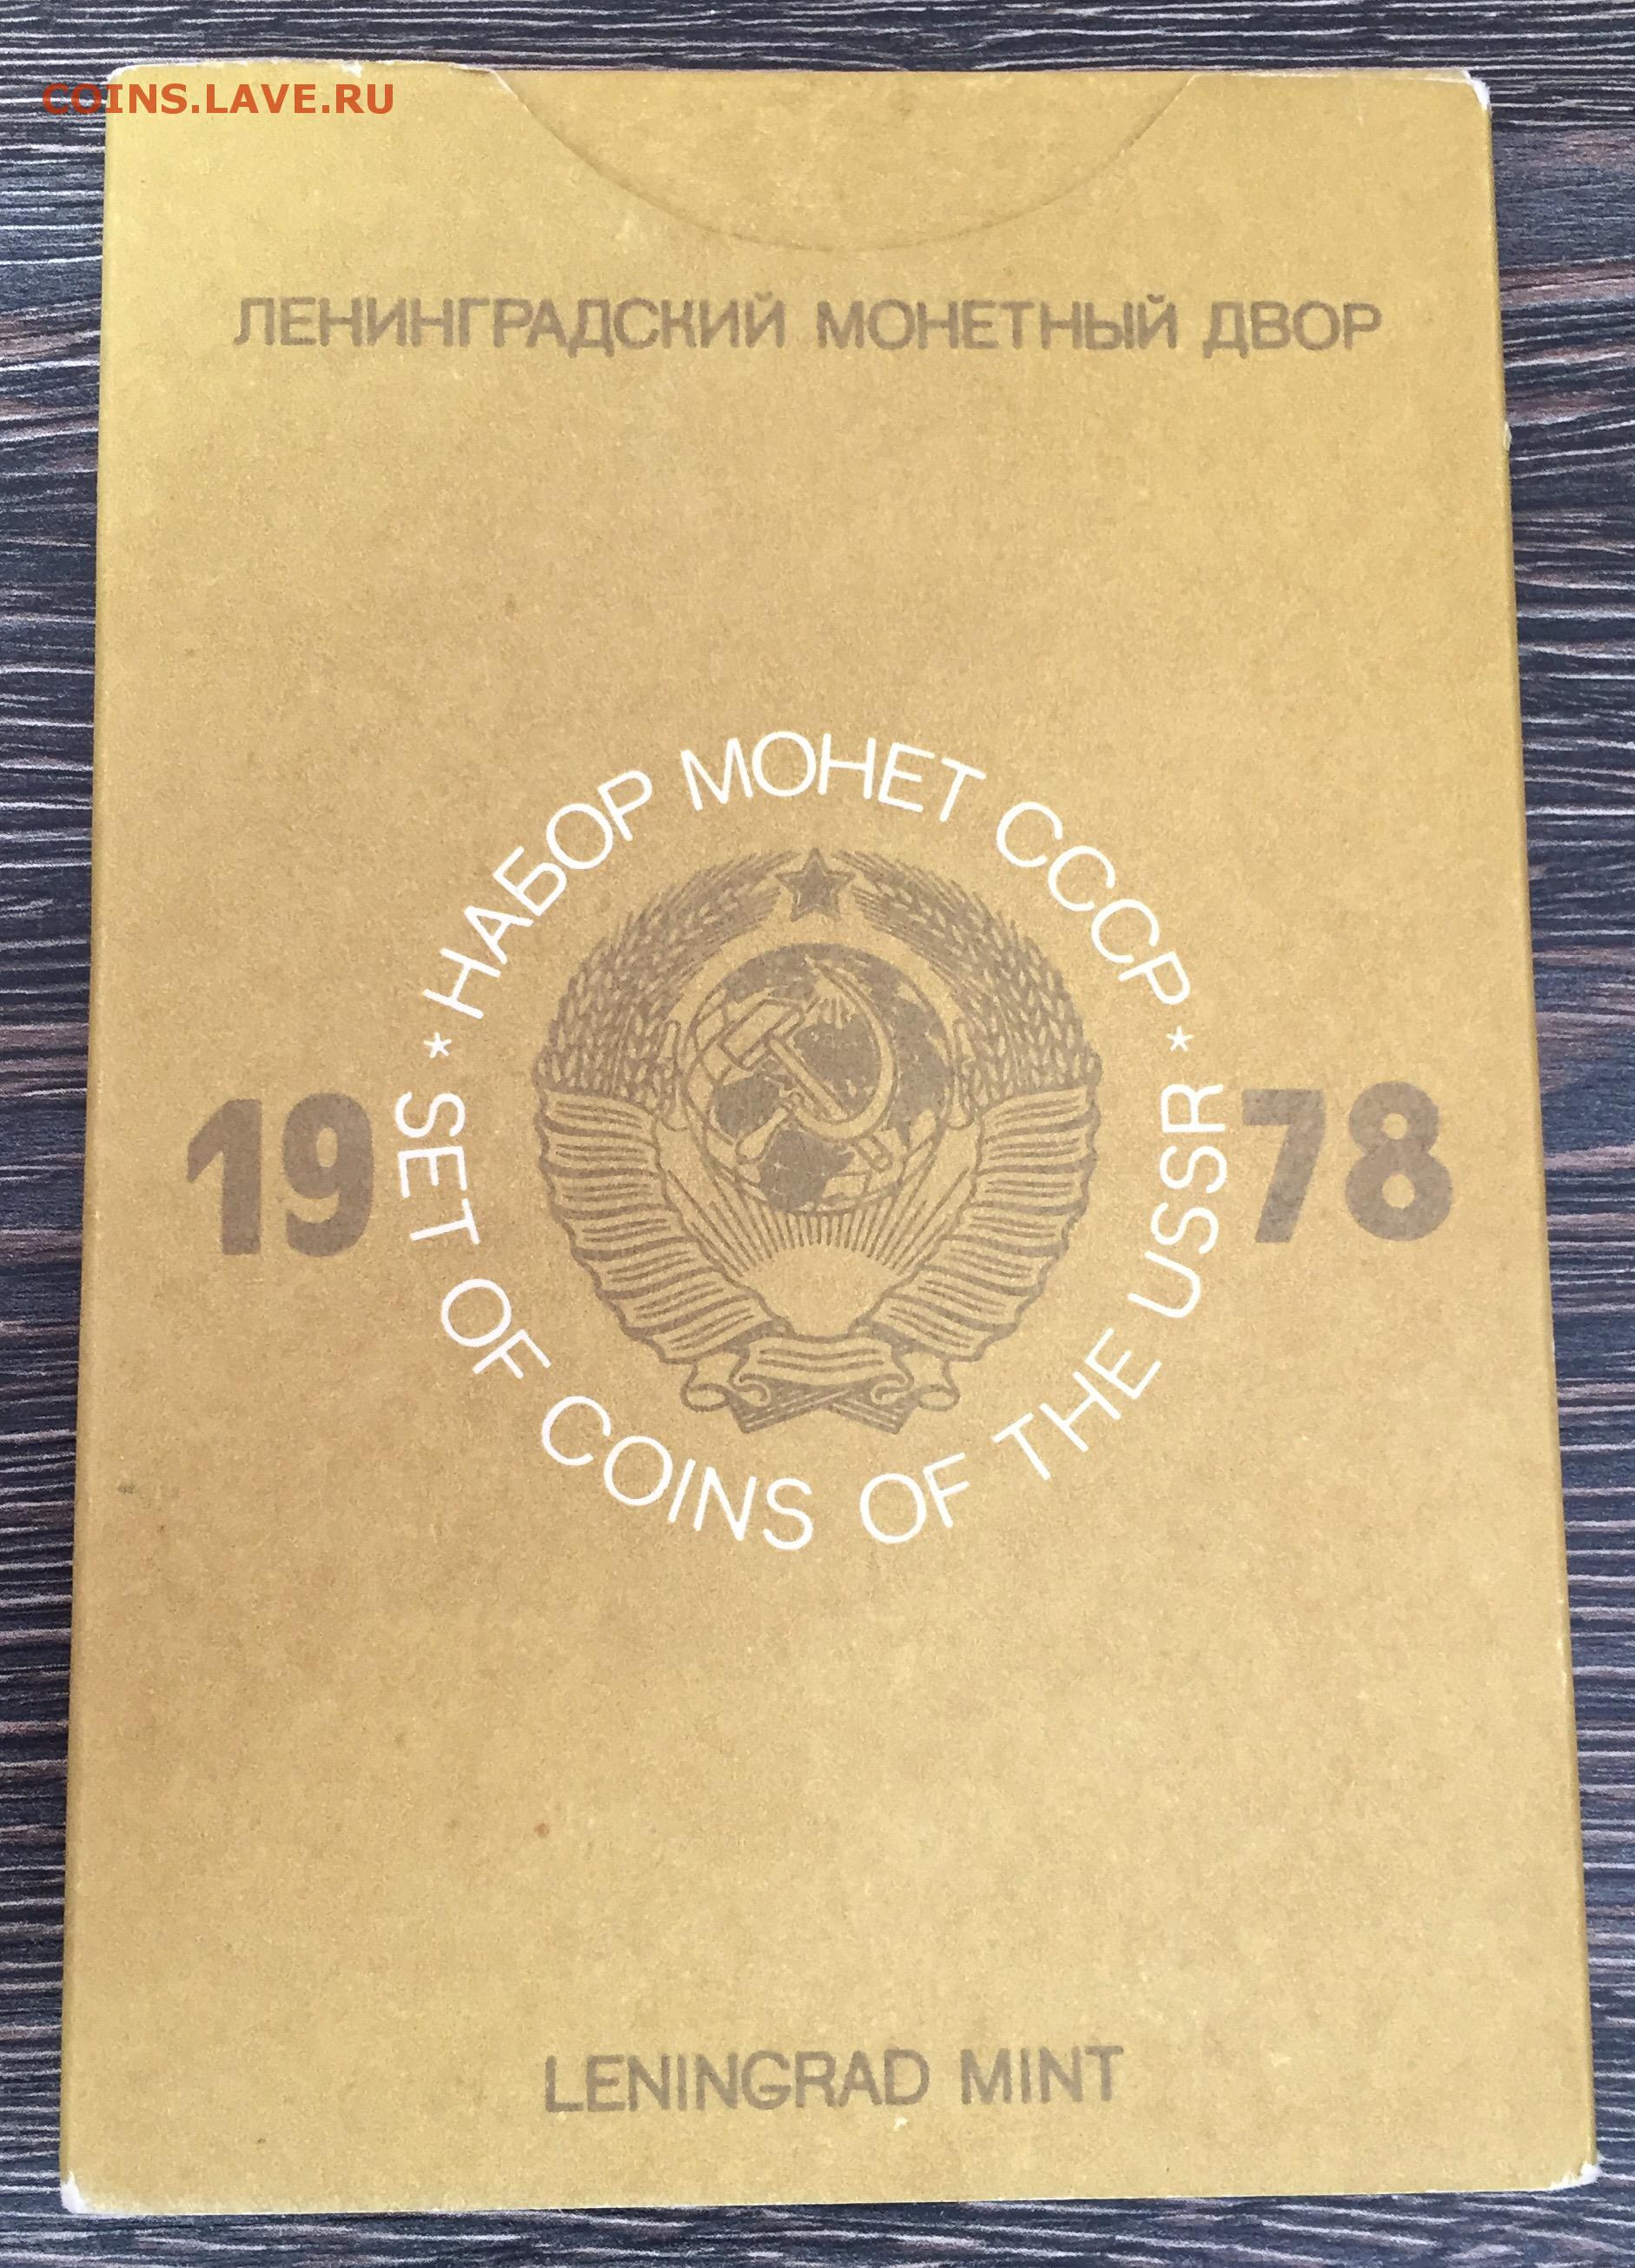 COINS.LAVE.RU
ЛЕНИНГРАДСКИЙ МОНЕТНЫЙ ДВОР
* НАБОР МОНЕТ СССР *
19 78
SET OF COINS OF THE USSR
LENINGRAD MINT